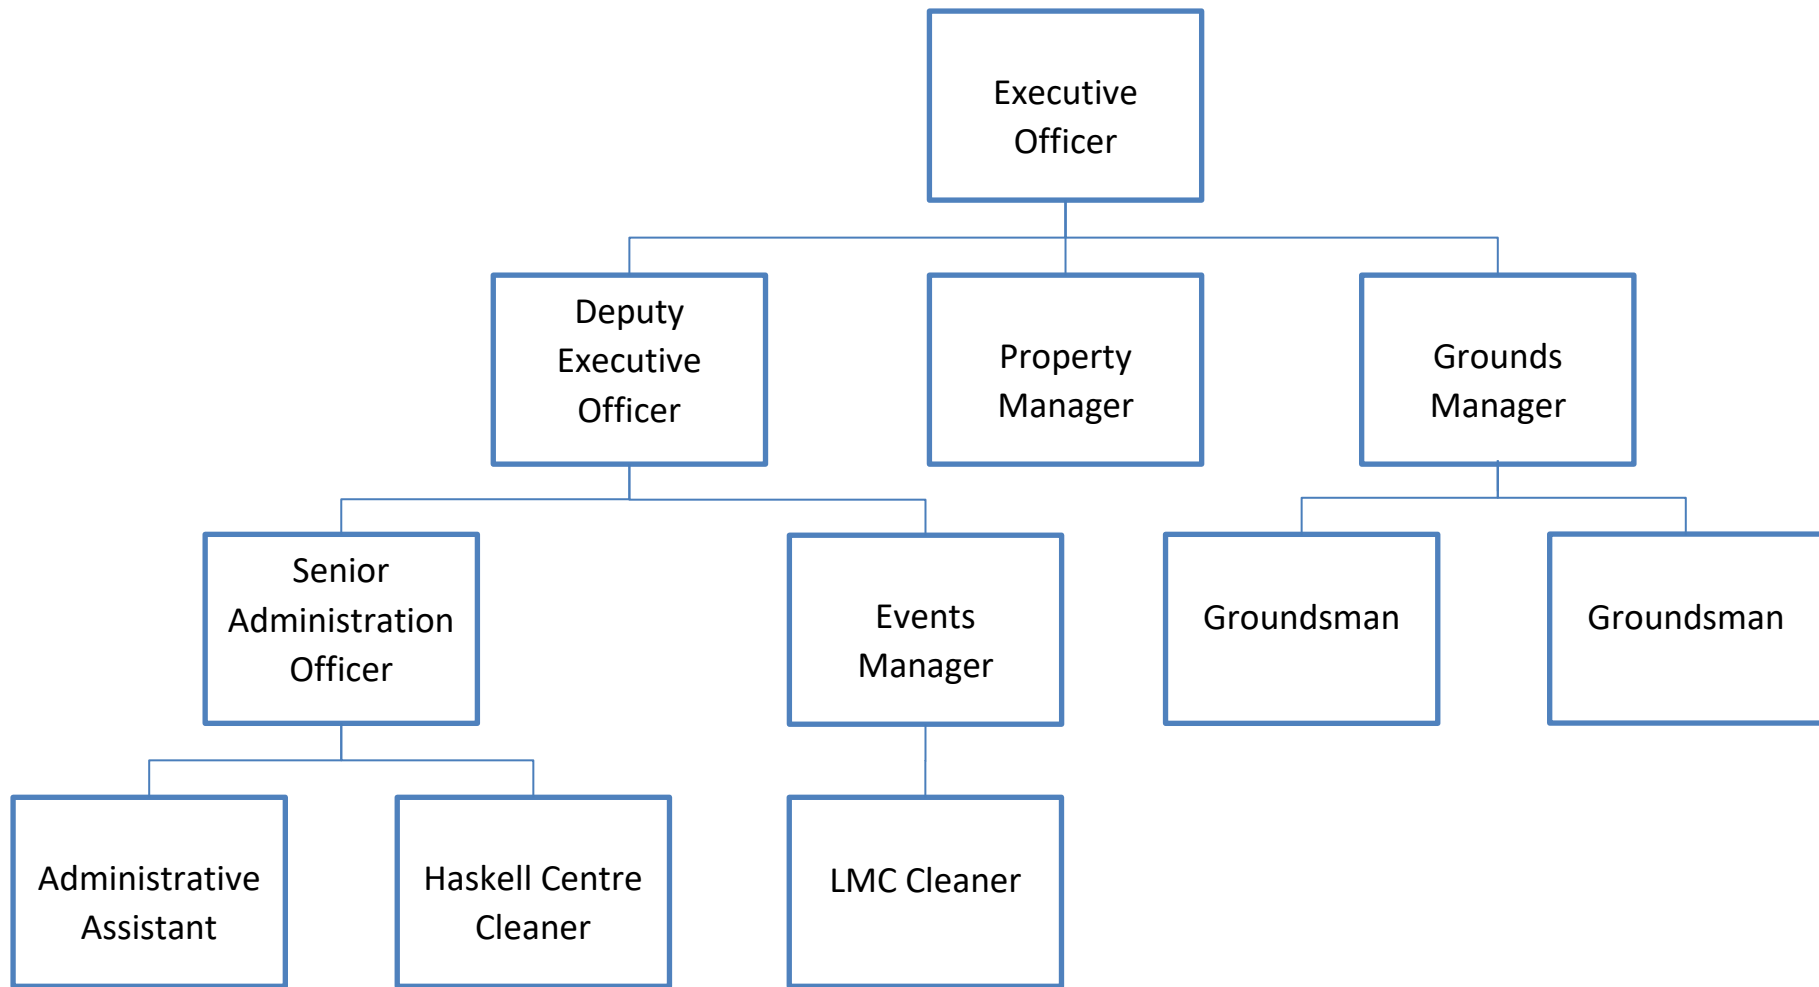 Executive
Officer
Deputy
Executive
Officer
Property
Manager
Grounds
Manager
Senior
Administration
Officer
Events
Manager
Groundsman
Groundsman
Administrative
Assistant
Haskell Centre
Cleaner
LMC Cleaner